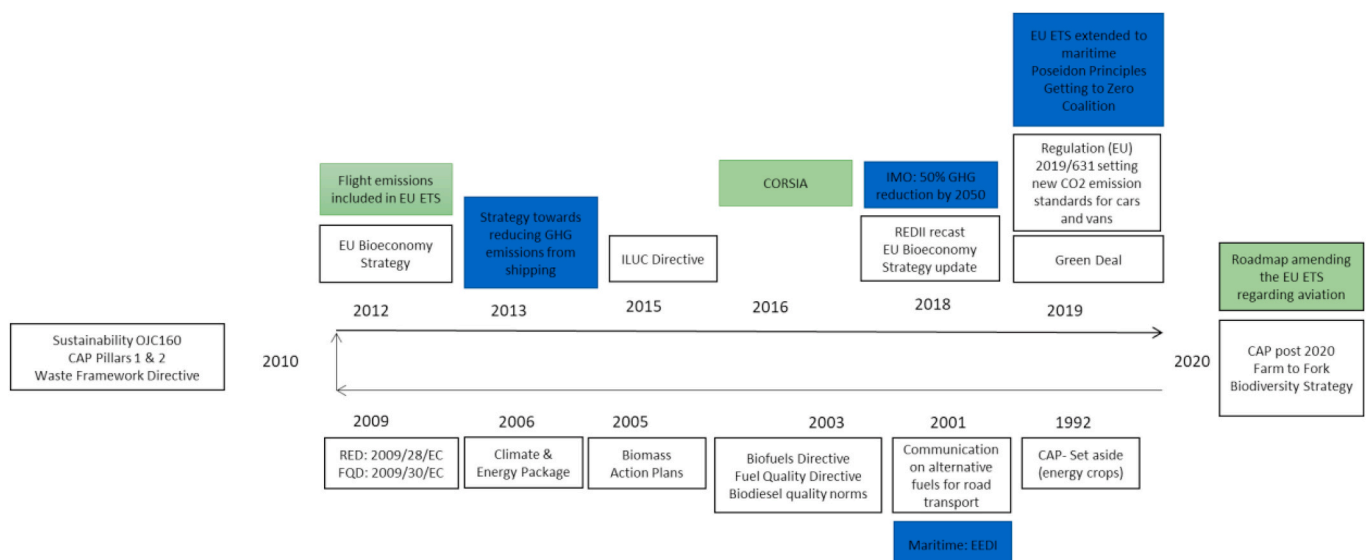 EU ETS extended to
maritime
Poseidon Principles
Getting to Zero
Coalition
Flight emissions
included in EU ETS
CORSIA
IMO: 50% GHG
reduction by 2050
Regulation (EU)
2019/631 setting
new CO2 emission
standards for cars
and vans
Strategy towards
reducing GHG
emissions from
shipping
EU Bioeconomy
Strategy
ILUC Directive
REDII recast
EU Bioeconomy
Strategy update
Green Deal
Roadmap amending
the EU ETS
regarding aviation
2012
2013
2015
2016
2018
2019
Sustainability OJC160
CAP Pillars 1 & 2
Waste Framework Directive
2010
2020
CAP post 2020
Farm to Fork
Biodiversity Strategy
2009
2006
2005
2003
2001
1992
RED: 2009/28/EC
FQD: 2009/30/EC
Climate &
Energy Package
Biomass
Action Plans
Biofuels Directive
Fuel Quality Directive
Biodiesel quality norms
Communication
on alternative
fuels for road
transport
CAP- Set aside
(energy crops)
Maritime: EEDI